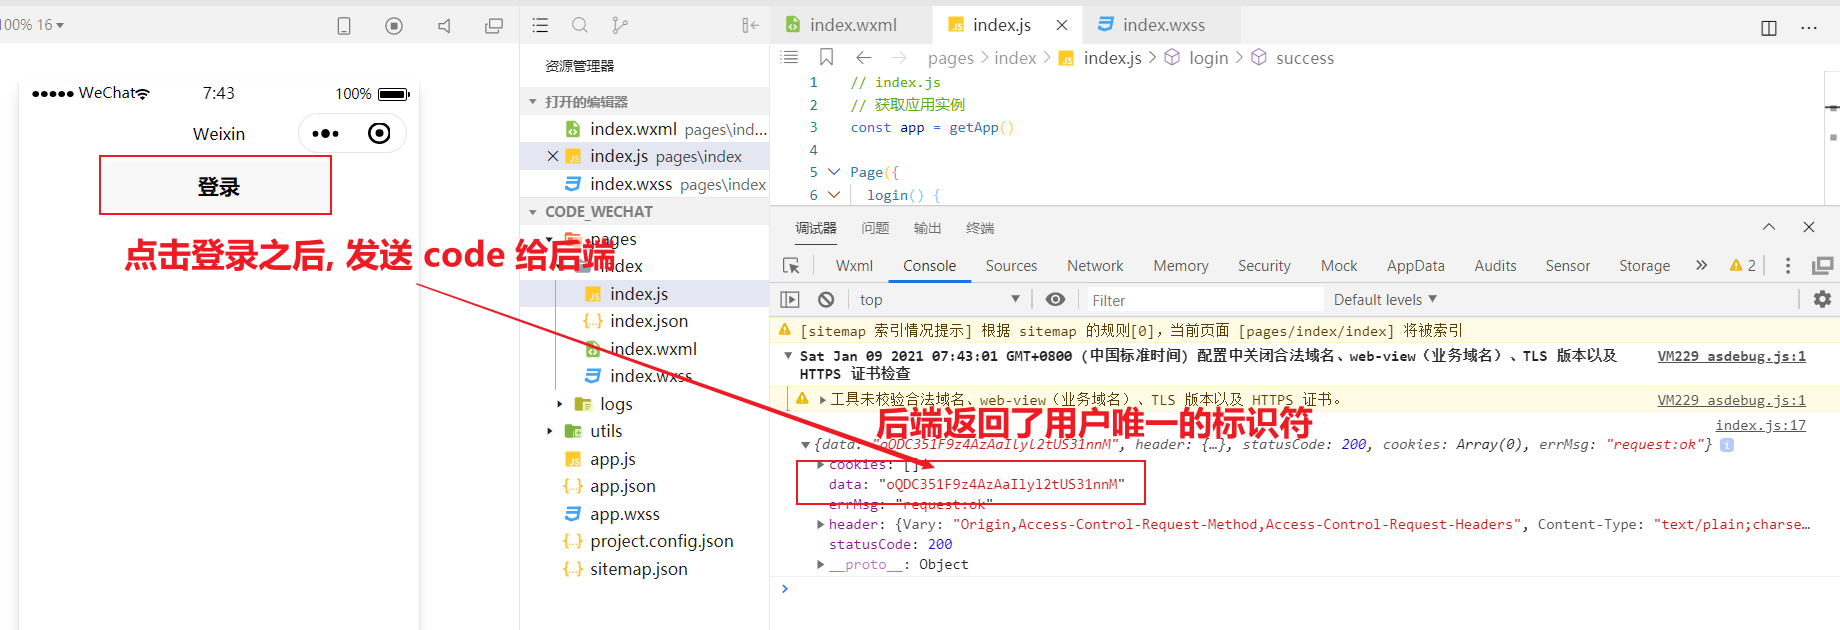 100% 16
WeChat
7:43
100%
Weixin
登录
点击登录之后, 发送 code 给后端
资源管理器
打开的编辑器
index.wxml pages\ind...
index.js pages\index
index.wxss pages\index
CODE_WECHAT
pages
index
index.js
index.json
index.wxml
index.wxss
logs
utils
app.js
app.json
app.wxss
project.config.json
sitemap.json
index.wxml
index.js
index.wxss
pages > index > index.js > login > success
1 // index.js
2 // 获取应用实例
3 const app = getApp()
4
5 Page({
6 login() {
调试器 问题 输出 终端
Wxml Console Sources Network Memory Security Mock AppData Audits Sensor Storage 2
top Filter Default levels
[sitemap 索引情况提示] 根据 sitemap 的规则[0]，当前页面 [pages/index/index] 将被索引
Sat Jan 09 2021 07:43:01 GMT+0800 (中国标准时间) 配置中关闭合法域名、web-view（业务域名）、TLS 版本以及 VM229 asdebug.js:1
HTTPS 证书检查
工具未校验合法域名、web-view（业务域名）、TLS 版本以及 HTTPS 证书。 VM229 asdebug.js:1
后端返回了用户唯一的标识符
index.js:17
{data: "oQDC351F9z4AzAaIlyl2tUS31nnM", header: {…}, statusCode: 200, cookies: Array(0), errMsg: "request:ok"}
cookies: []
data: "oQDC351F9z4AzAaIlyl2tUS31nnM"
errMsg: "request:ok"
header: {Vary: "Origin,Access-Control-Request-Method,Access-Control-Request-Headers", Content-Type: "text/plain;charse…
statusCode: 200
__proto__: Object